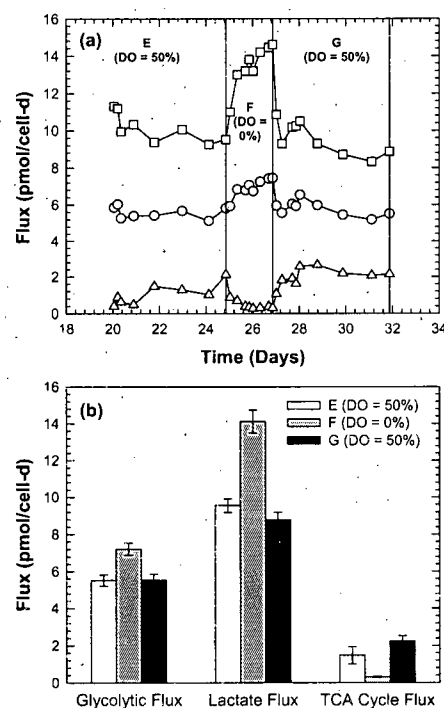 (a)
E
(DO = 50%)
F
(DO =
0%)
G
(DO = 50%)
16
14
12
10
8
6
4
2
0
Flux (pmol/cell-d)
18 20 22 24 26 28 30 32 34
Time (Days)
(b)
E (DO = 50%)
F (DO = 0%)
G (DO = 50%)
16
14
12
10
8
6
4
2
0
Flux (pmol/cell-d)
Glycolytic Flux Lactate Flux TCA Cycle Flux